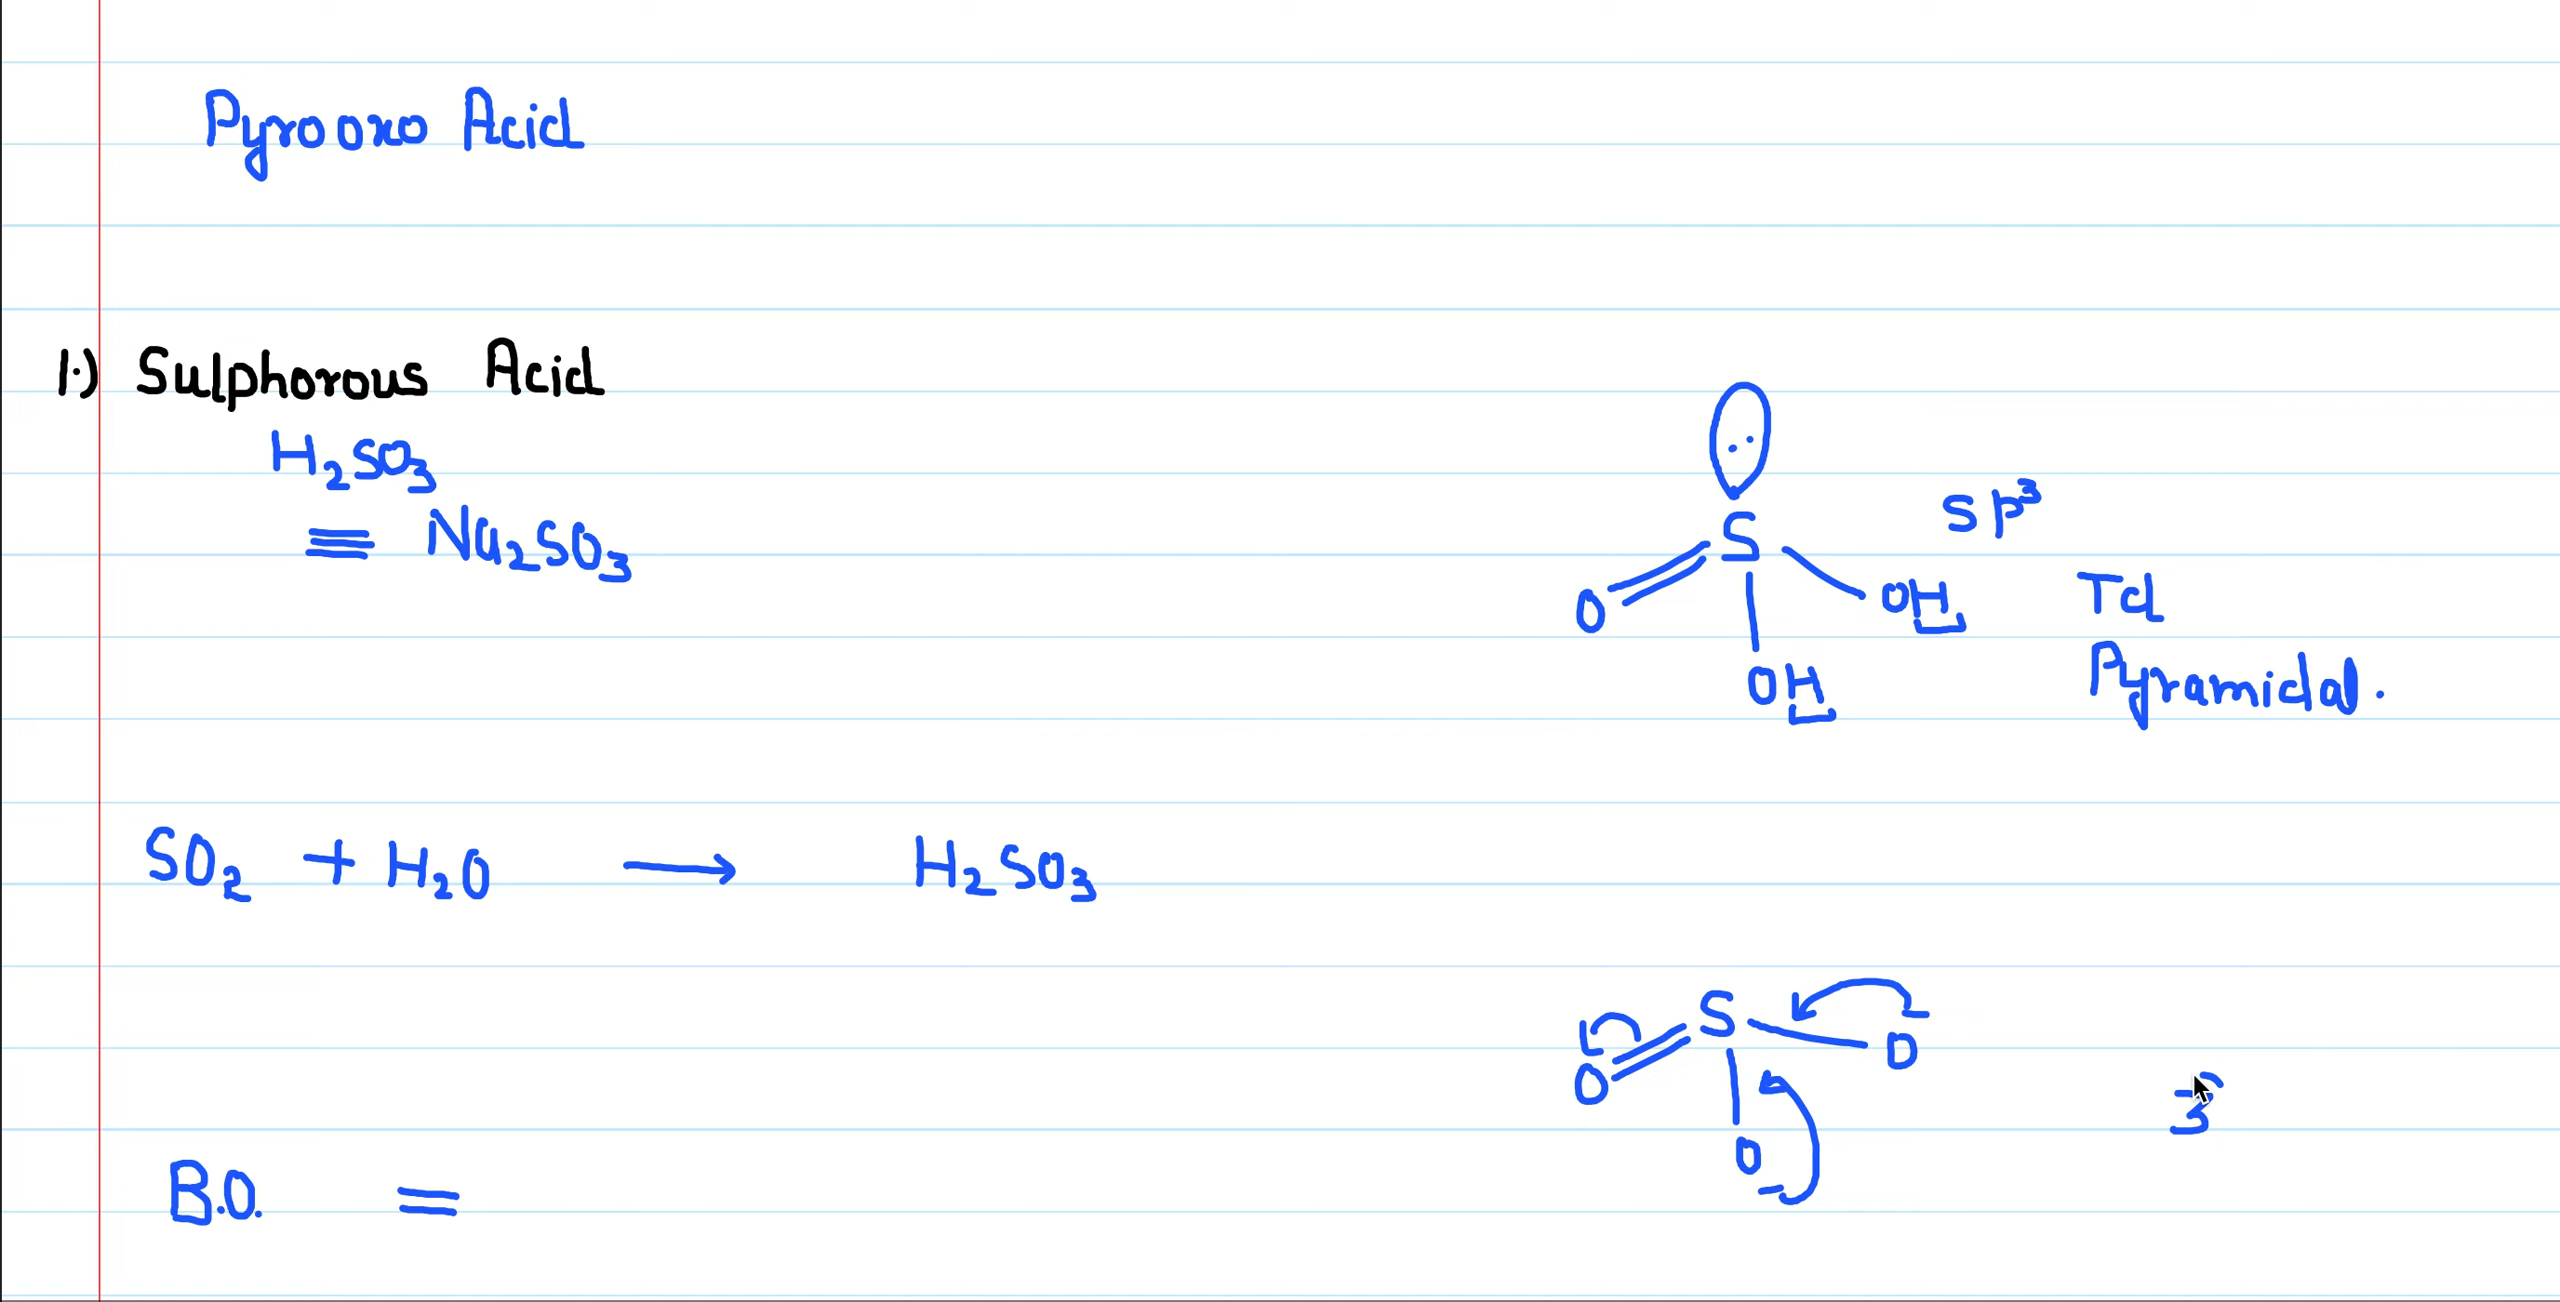 Pyrooxo Acid
1.) Sulphorous Acid
H₂SO₃
≡ Na₂SO₃
S
O
OH
OH
sp³
Td
Pyramidal.
SO₂ + H₂O → H₂SO₃
S
O
O
O
3
B.O. =